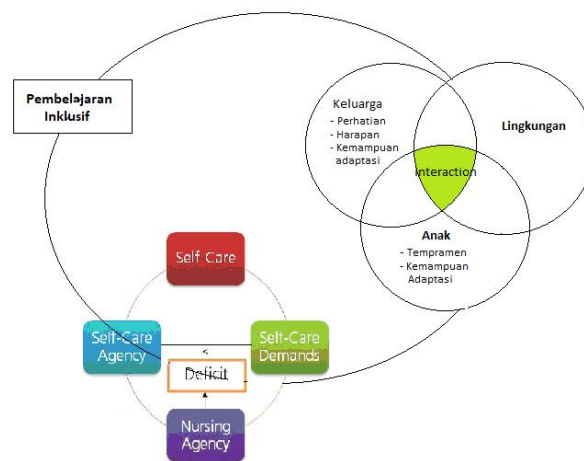 Pembelajaran
Inklusif
Keluarga
- Perhatian
- Harapan
- Kemampuan
adaptasi
Lingkungan
Interaction
Anak
- Tempramen
- Kemampuan
Adaptasi
Self Care
Self-Care
Agency
<
Self-Care
Demands
Deficit
Nursing
Agency